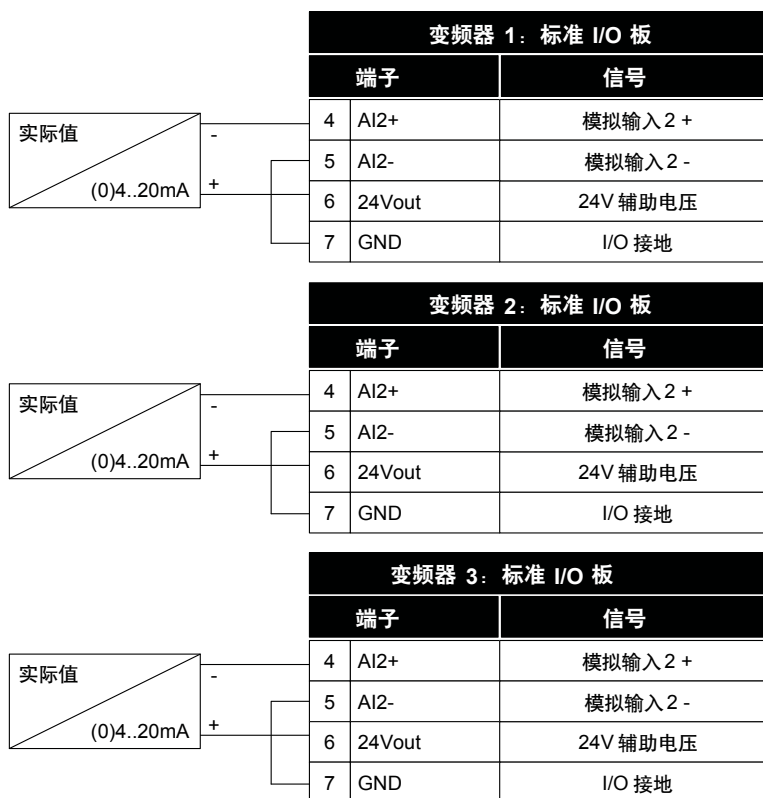 变频器 1：标准 I/O 板
端子 信号
实际值
-
(0)4..20mA
+
4 AI2+ 模拟输入2 +
5 AI2- 模拟输入2 -
6 24Vout 24V 辅助电压
7 GND I/O 接地
变频器 2：标准 I/O 板
端子 信号
实际值
-
(0)4..20mA
+
4 AI2+ 模拟输入2 +
5 AI2- 模拟输入2 -
6 24Vout 24V 辅助电压
7 GND I/O 接地
变频器 3：标准 I/O 板
端子 信号
实际值
-
(0)4..20mA
+
4 AI2+ 模拟输入2 +
5 AI2- 模拟输入2 -
6 24Vout 24V 辅助电压
7 GND I/O 接地